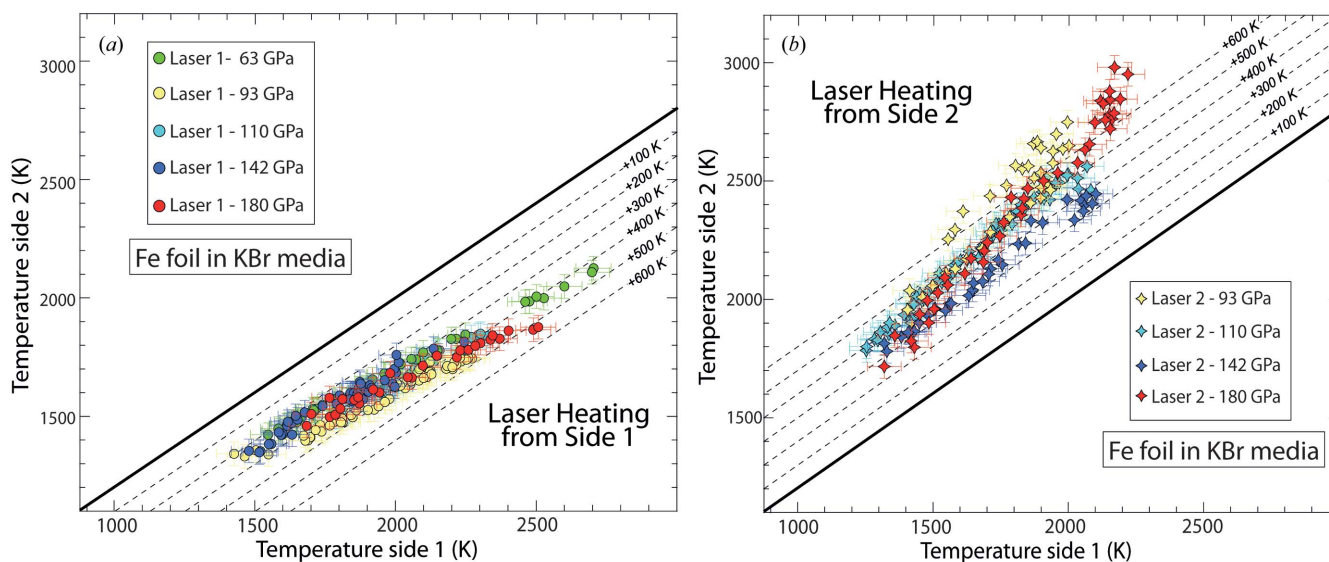 (a)
Laser 1- 63 GPa
Laser 1 - 93 GPa
Laser 1 - 110 GPa
Laser 1 - 142 GPa
Laser 1 - 180 GPa
Fe foil in KBr media
Laser Heating
from Side 1
+100 K
+200 K
+300 K
+400 K
+500 K
+600 K
3000
2500
2000
1500
Temperature side 2 (K)
1000
1500
2000
2500
Temperature side 1 (K)
(b)
Laser Heating
from Side 2
+600 K
+500 K
+400 K
+300 K
+200 K
+100 K
Laser 2 - 93 GPa
Laser 2 - 110 GPa
Laser 2 - 142 GPa
Laser 2 - 180 GPa
Fe foil in KBr media
3000
2500
2000
1500
Temperature side 2 (K)
1000
1500
2000
2500
Temperature side 1 (K)